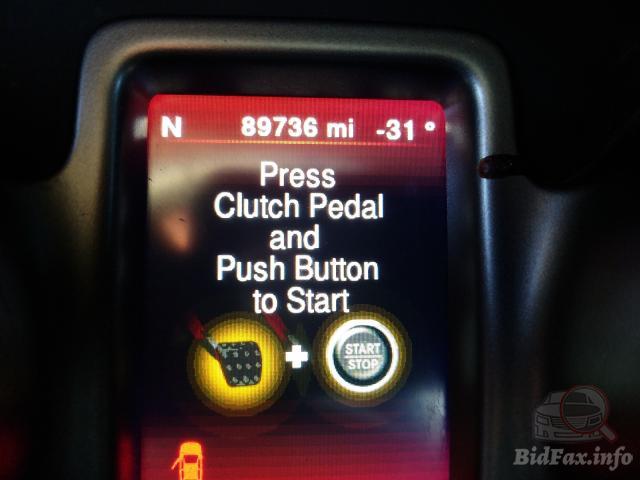 N 89736 mi -31 °
Press
Clutch Pedal
and
Push Button
to Start
START
STOP
BidFax.info